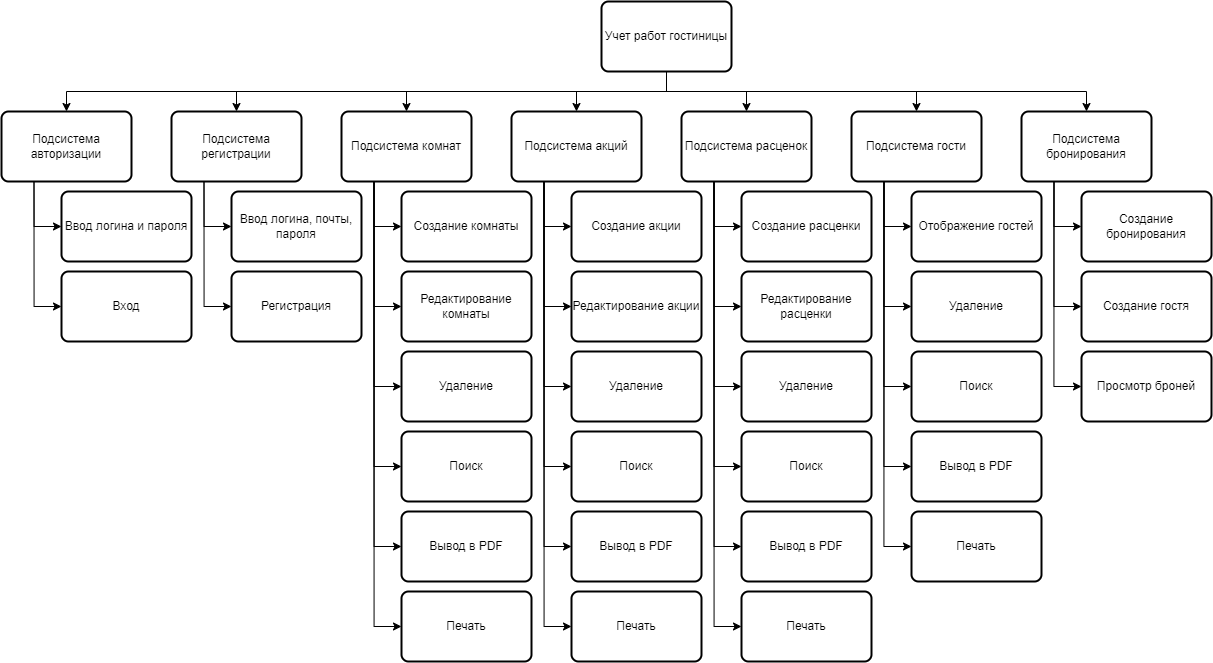 Учет работ гостиницы
Подсистема
авторизации
Подсистема
регистрации
Подсистема комнат
Подсистема акций
Подсистема расценок
Подсистема гости
Подсистема
бронирования
Ввод логина и пароля
Ввод логина, почты,
пароля
Создание комнаты
Создание акции
Создание расценки
Отображение гостей
Создание
бронирования
Вход
Регистрация
Редактирование
комнаты
Редактирование акции
Редактирование
расценки
Удаление
Создание гостя
Удаление
Удаление
Удаление
Поиск
Просмотр броней
Поиск
Поиск
Поиск
Вывод в PDF
Вывод в PDF
Вывод в PDF
Вывод в PDF
Печать
Печать
Печать
Печать